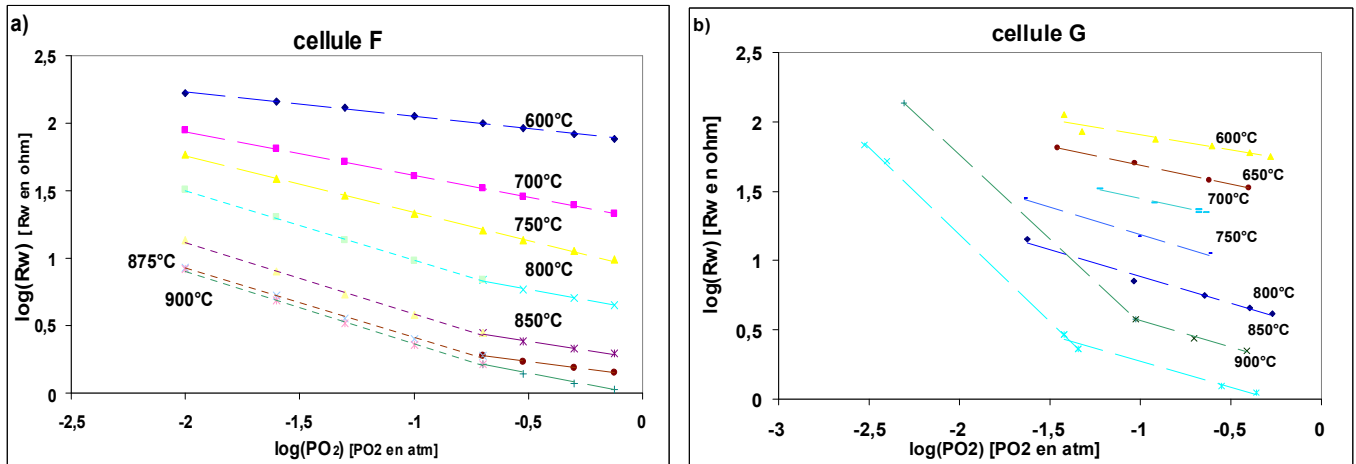 a)
cellule F
2,5
2
1,5
1
0,5
0
-2,5
-2
-1,5
-1
-0,5
0
log(Rw) [Rw en ohm]
log(PO2) [PO2 en atm]
600°C
700°C
750°C
800°C
875°C
900°C
850°C
b)
cellule G
2,5
2
1,5
1
0,5
0
-3
-2,5
-2
-1,5
-1
-0,5
0
log(Rw) [Rw en ohm]
log(PO2) [PO2 en atm]
600°C
650°C
700°C
750°C
800°C
850°C
900°C